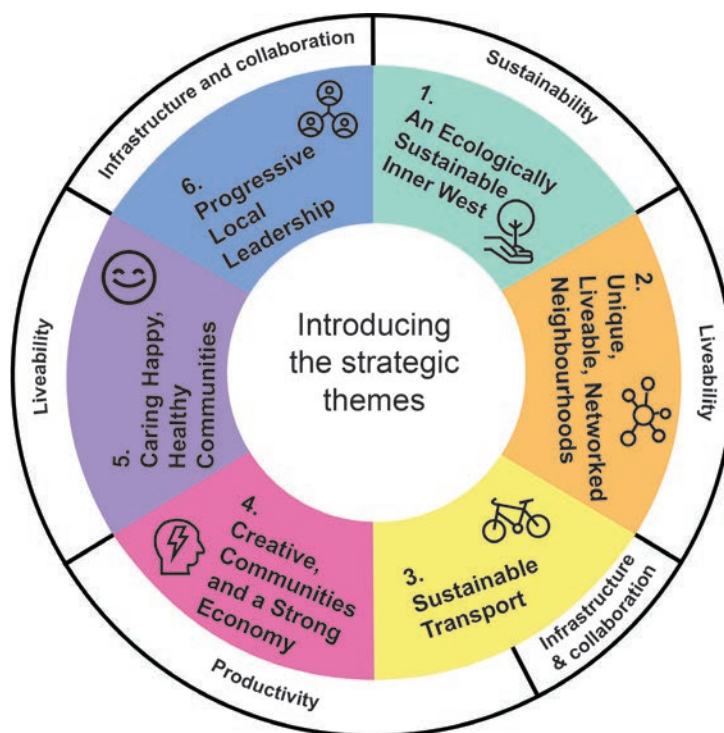 Introducing
the strategic
themes
Sustainability
1.
An Ecologically
Sustainable
Inner West
Liveability
2.
Unique,
Liveable, Networked
Neighbourhoods
Infrastructure
& collaboration
3.
Sustainable
Transport
Productivity
4.
Creative,
Communities
and a Strong
Economy
Liveability
5.
Caring Happy,
Healthy
Communities
Infrastructure and collaboration
6.
Progressive
Local
Leadership